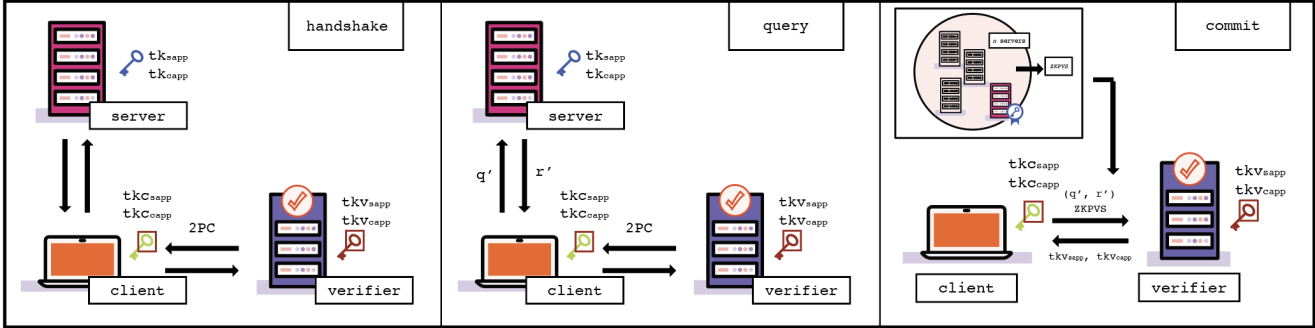 handshake
tksapp
tkcapp
server
tkcsapp
tkccapp
tkvsapp
tkvcapp
2PC
client
verifier
query
tksapp
tkcapp
server
q’
r’
tkcsapp
tkccapp
tkvsapp
tkvcapp
2PC
client
verifier
commit
n servers
ZKPVS
tkcsapp
tkccapp
tkvsapp
tkvcapp
(q’, r’)
ZKPVS
tkvsapp, tkvcapp
client
verifier